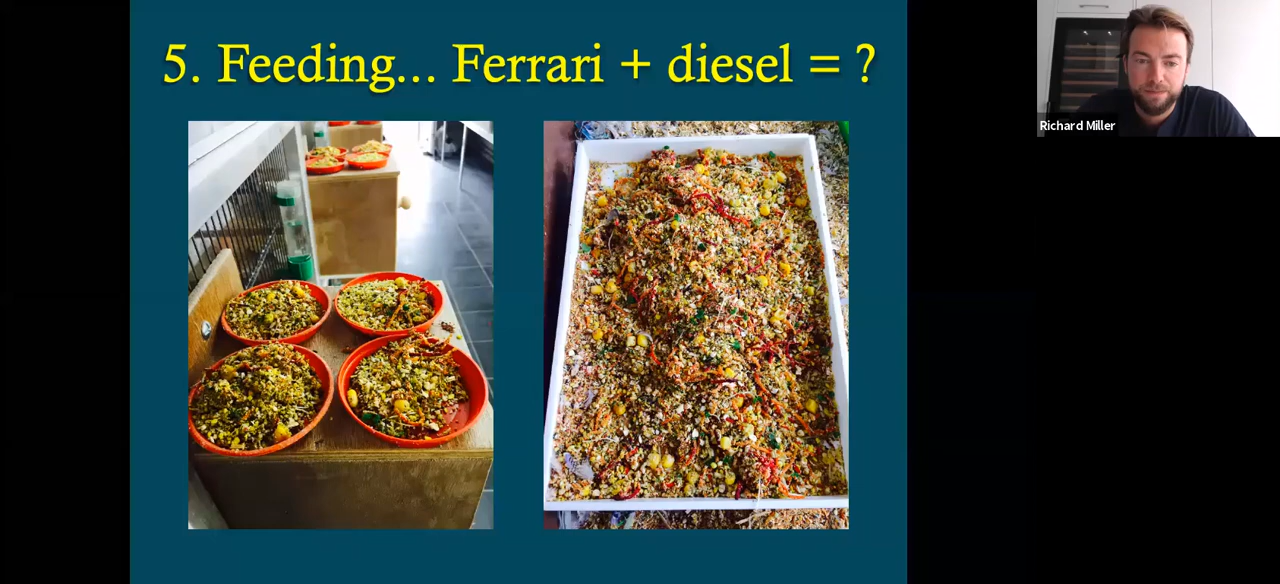 5. Feeding... Ferrari + diesel = ?
Richard Miller